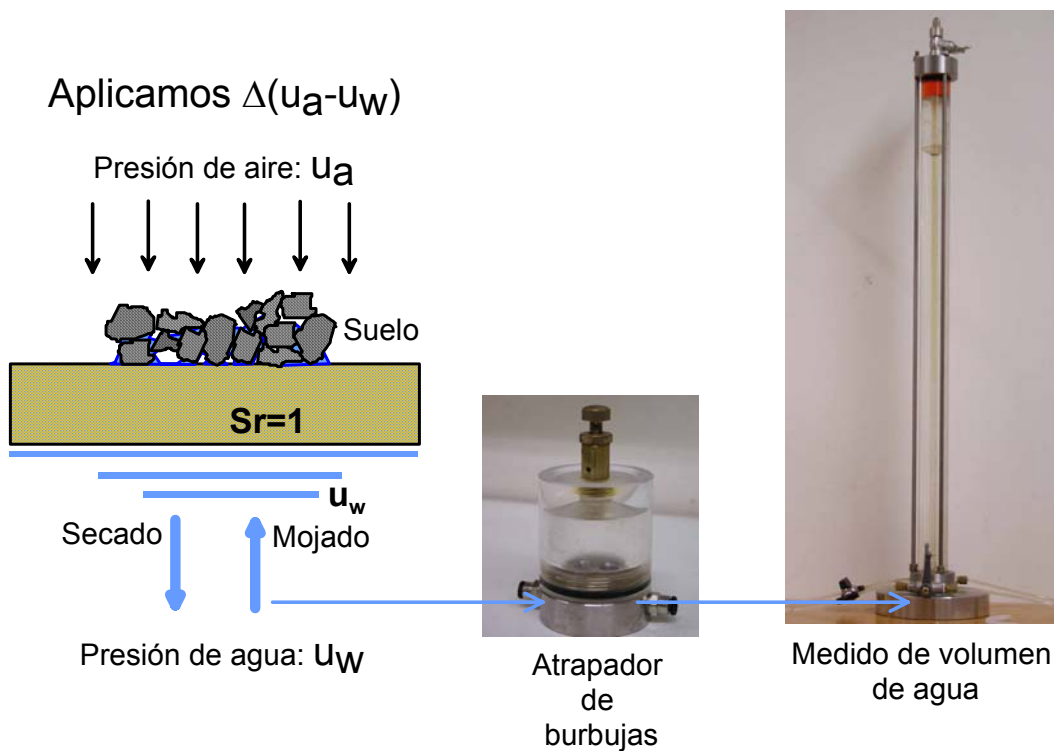 Aplicamos Δ(ua-uw)
Presión de aire: ua
Suelo
Sr=1
uw
Secado
Mojado
Presión de agua: uw
Atrapador
de
burbujas
Medido de volumen
de agua